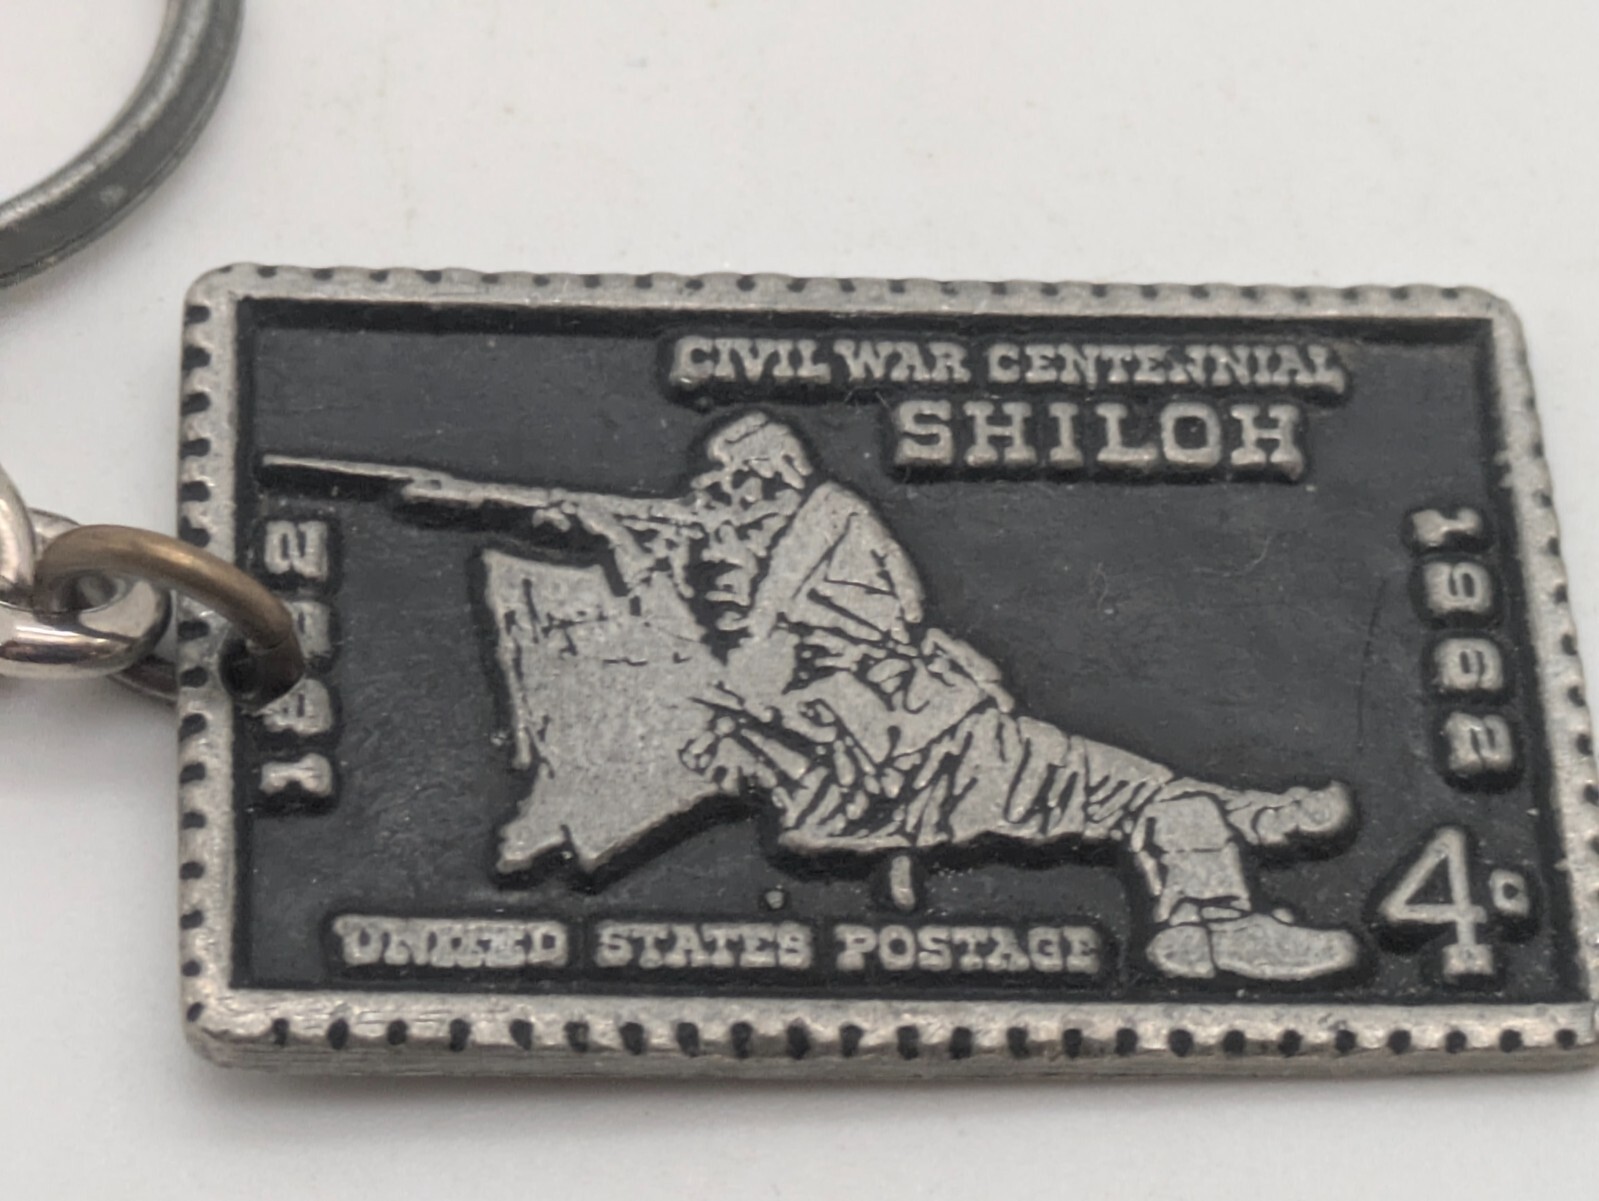 CIVIL WAR CENTENNIAL
SHILOH
1862
1962
4c
UNITED STATES POSTAGE